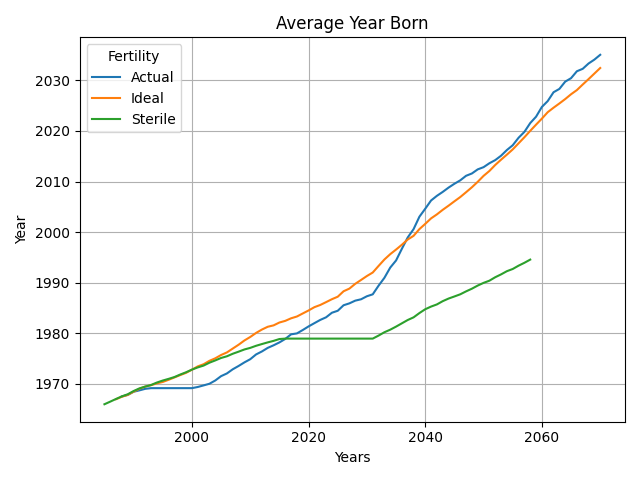 Average Year Born
Fertility
Actual
Ideal
Sterile
2030
2020
2010
2000
1990
1980
1970
Year
2000 2020 2040 2060
Years